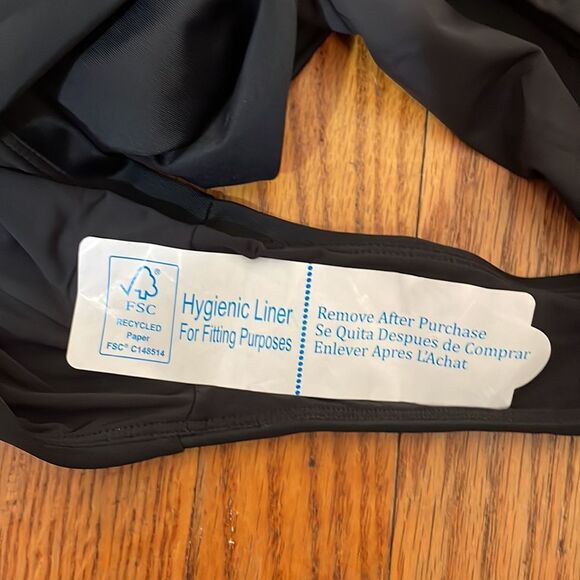 FSC
RECYCLED
Paper
FSC® C148514
Hygienic Liner
For Fitting Purposes
Remove After Purchase
Se Quita Despues de Comprar
Enlever Apres L'Achat